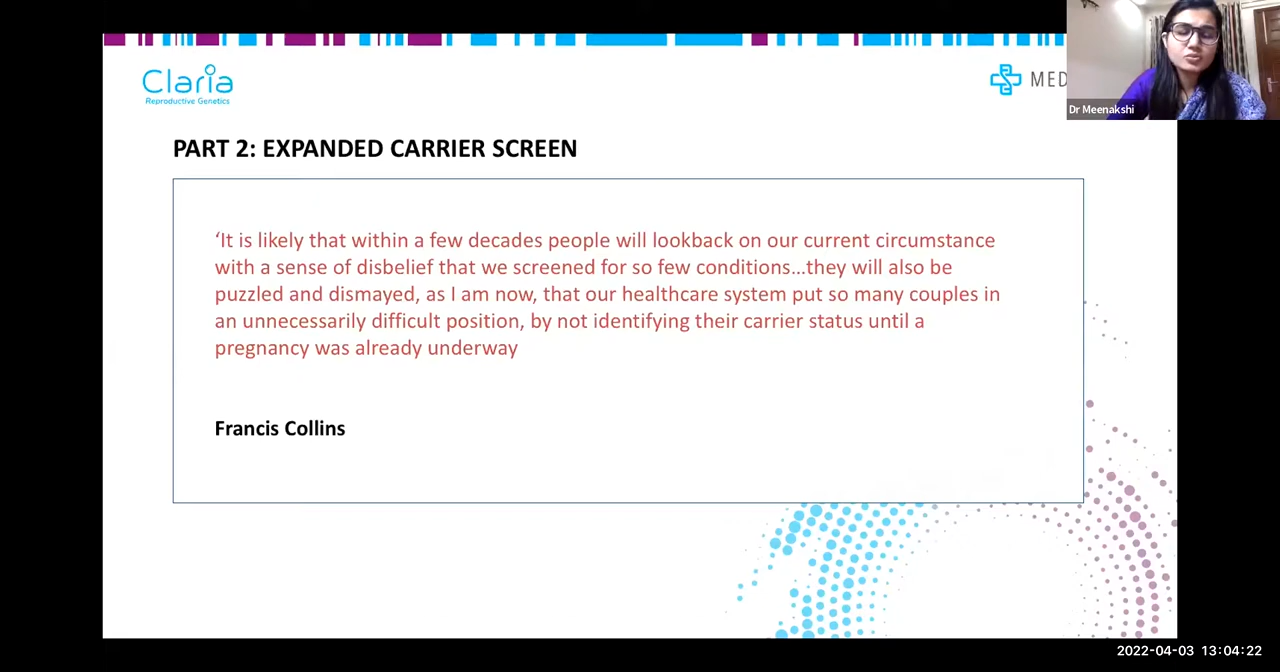 Claria
Reproductive Genetics
MED
Dr Meenakshi
PART 2: EXPANDED CARRIER SCREEN
‘It is likely that within a few decades people will lookback on our current circumstance
with a sense of disbelief that we screened for so few conditions...they will also be
puzzled and dismayed, as I am now, that our healthcare system put so many couples in
an unnecessarily difficult position, by not identifying their carrier status until a
pregnancy was already underway
Francis Collins
2022-04-03 13:04:22